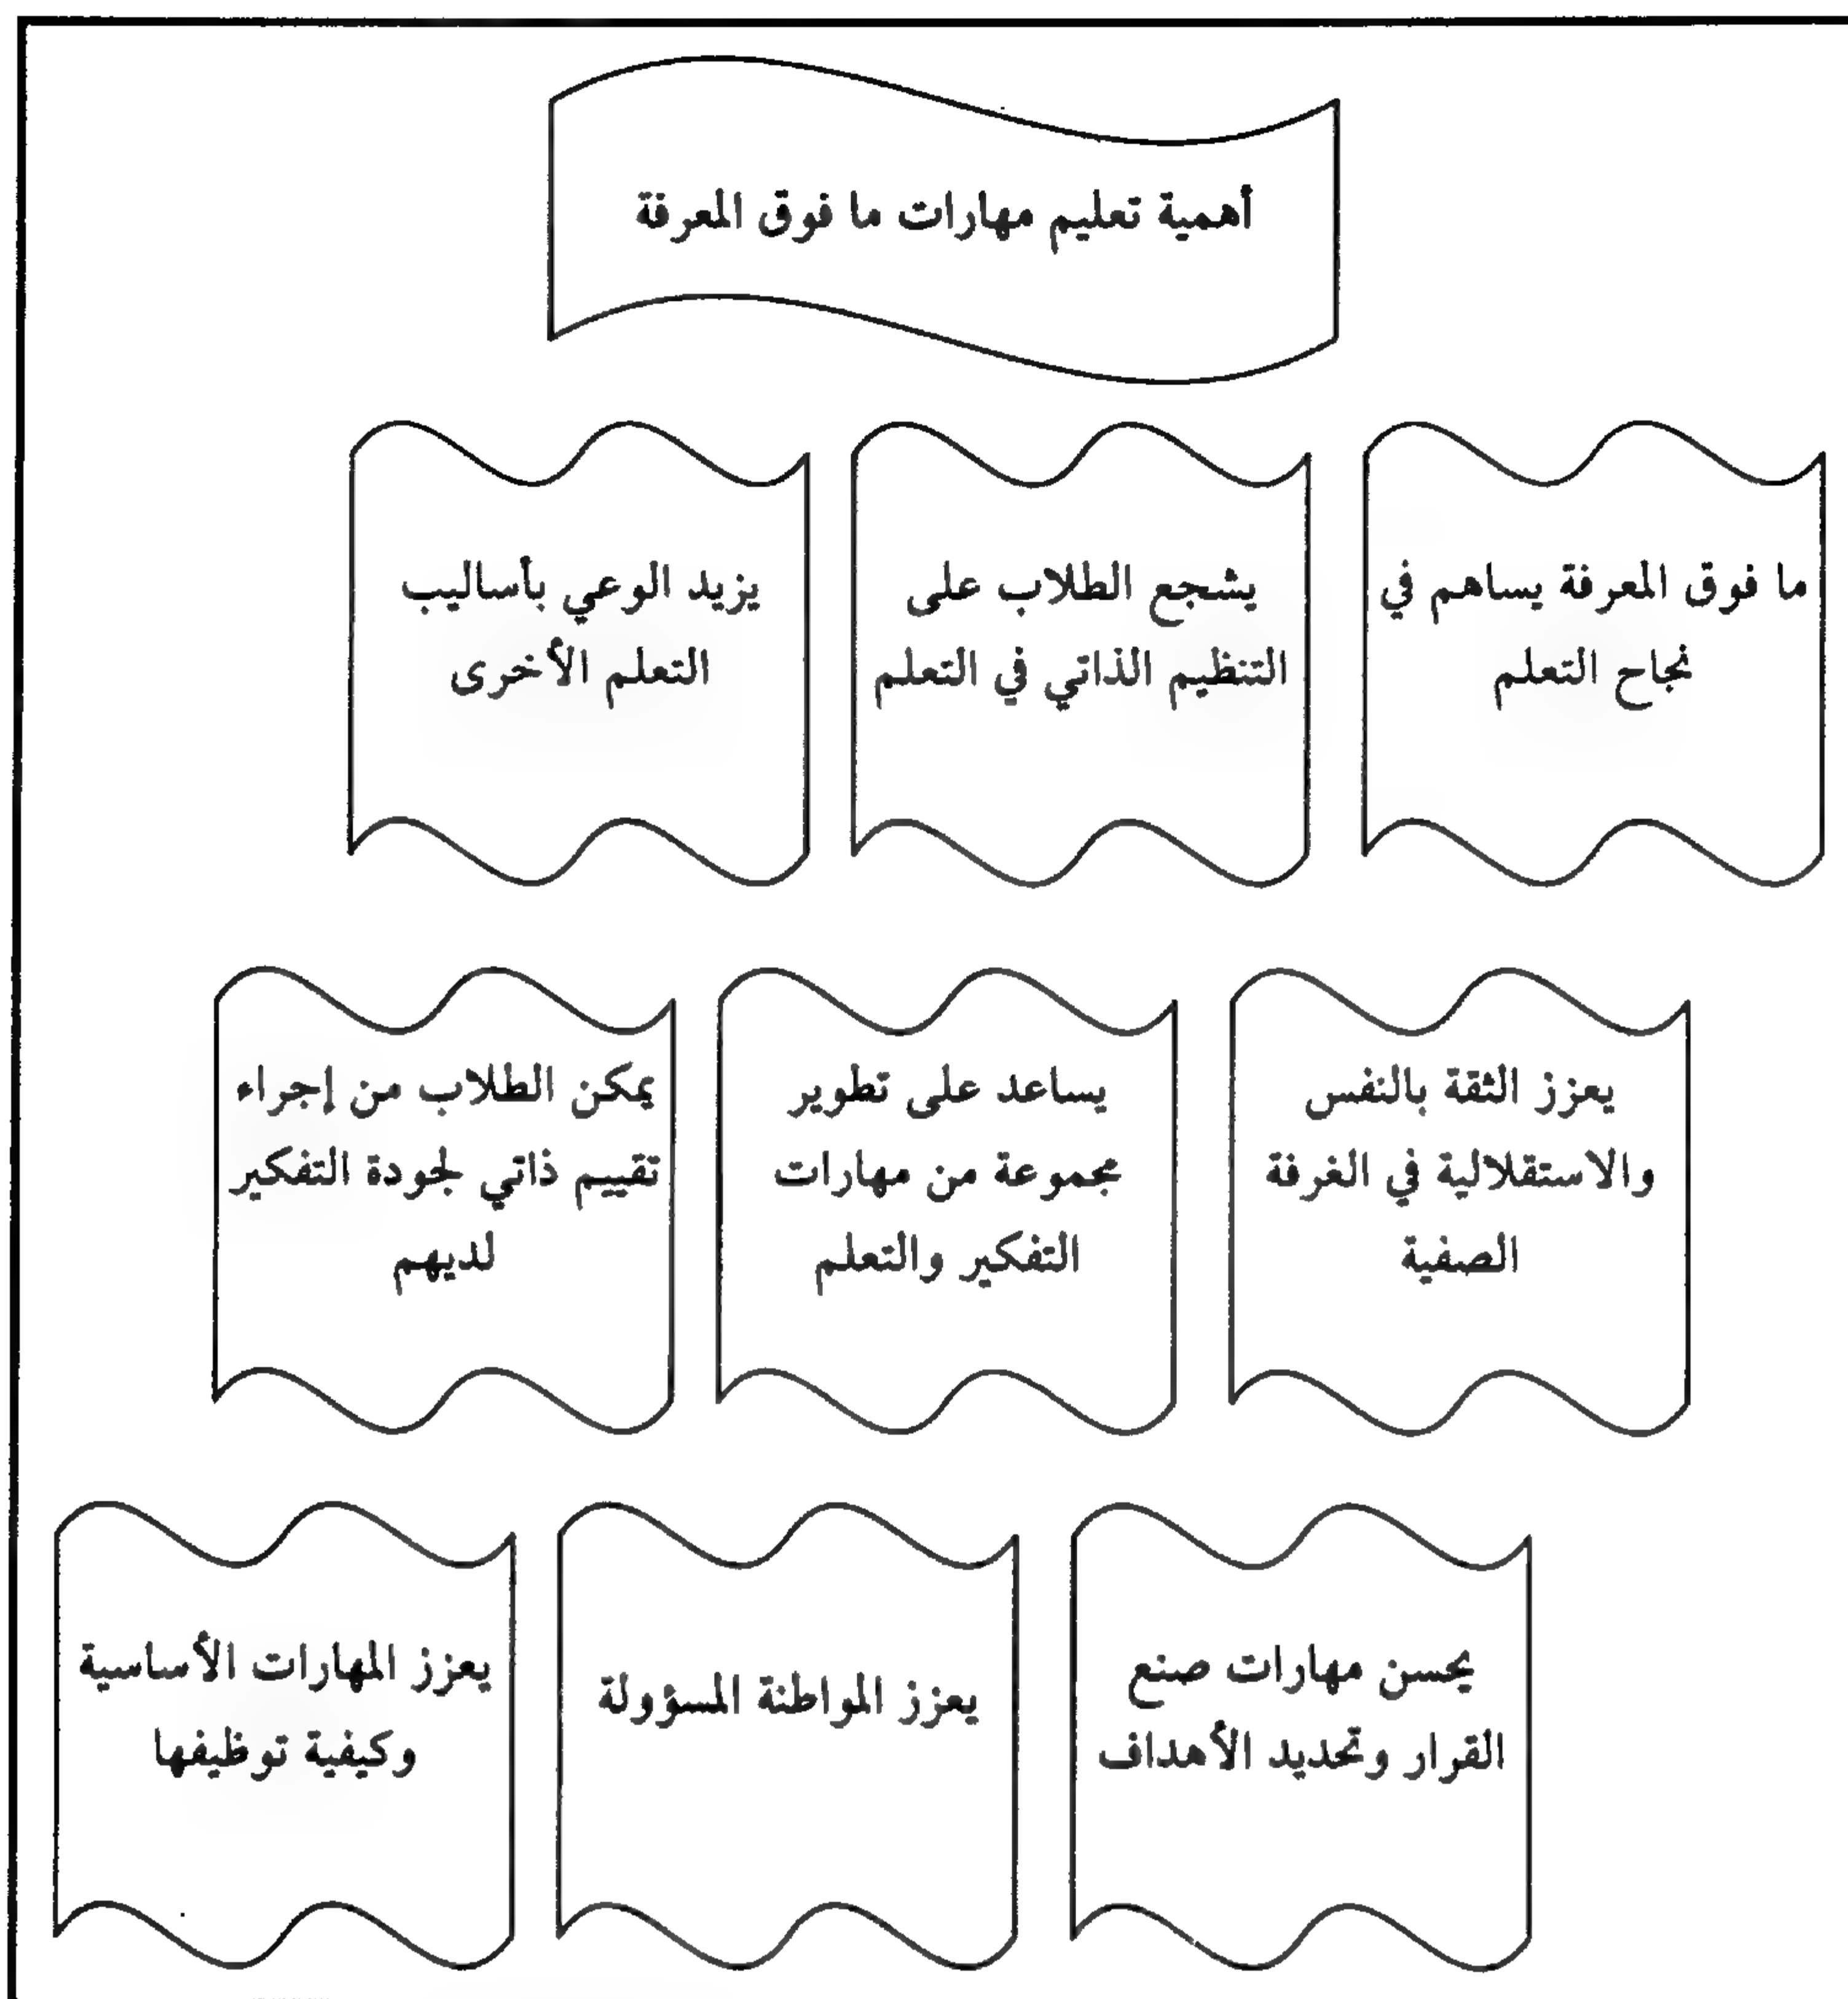 أهمية تعليم مهارات ما فوق المعرفة
ما فوق المعرفة يساهم في
نجاح التعلم
يشجع الطلاب على
التنظيم الذاتي في التعلم
يزيد الوعي بأساليب
التعلم الأخرى
يعزز الثقة بالنفس
والاستقلالية في الغرفة
الصفية
يساعد على تطوير
مجموعة من مهارات
التفكير والتعلم
يمكن الطلاب من إجراء
تقييم ذاتي لجودة التفكير
لديهم
يحسن مهارات صنع
القرار وتحديد الأهداف
يعزز المواطنة المسؤولة
يعزز المهارات الأساسية
وكيفية توظيفها